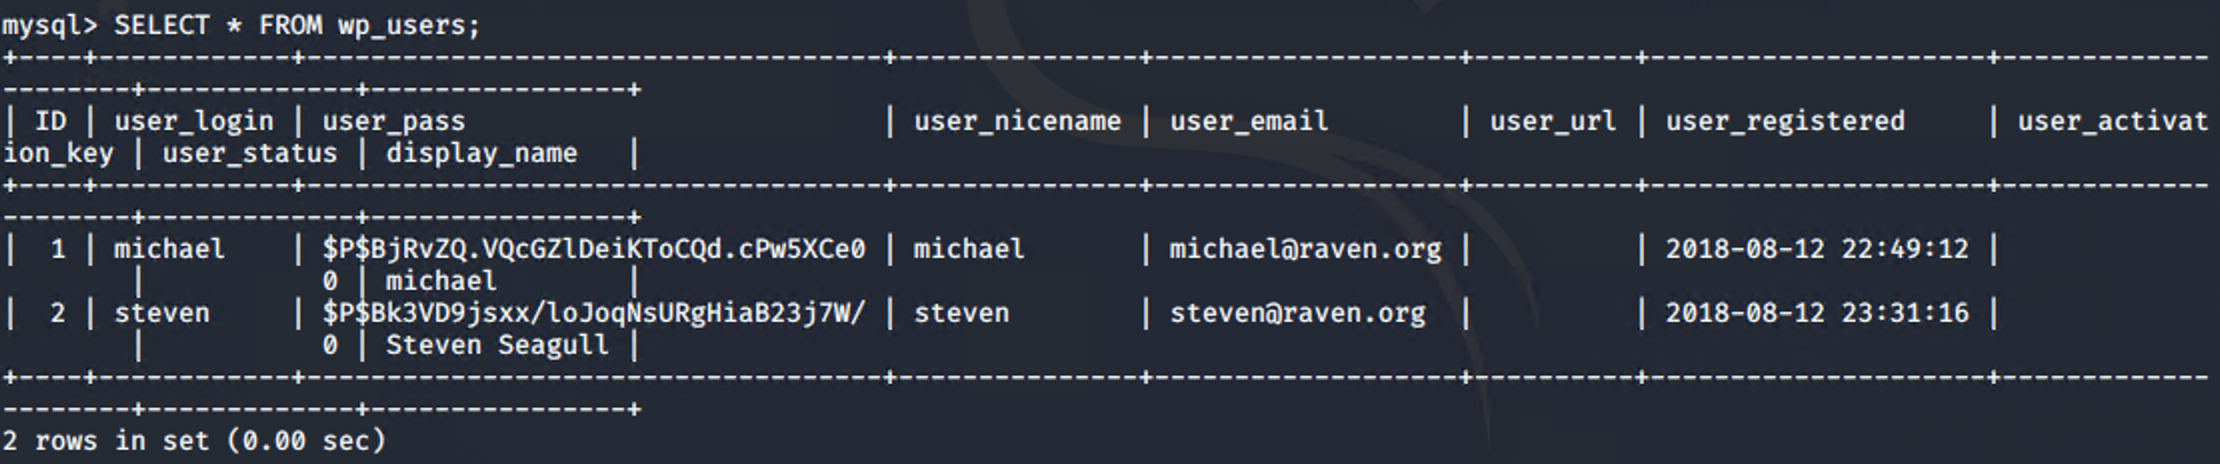 mysql> SELECT * FROM wp_users;
+----+------------+------------------------------------+---------------+-------------------+----------+---------------------+-------------
--------+-------------+----------------+
| ID | user_login | user_pass                          | user_nicename | user_email        | user_url | user_registered     | user_activat
ion_key | user_status | display_name   |
+----+------------+------------------------------------+---------------+-------------------+----------+---------------------+-------------
--------+-------------+----------------+
|  1 | michael    | $P$BjRvZQ.VQcGZlDeiKToCQd.cPw5XCe0 | michael       | michael@raven.org |          | 2018-08-12 22:49:12 |
        |           0 | michael        |
|  2 | steven     | $P$Bk3VD9jsxx/loJoqNsURgHiaB23j7W/ | steven        | steven@raven.org  |          | 2018-08-12 23:31:16 |
        |           0 | Steven Seagull |
+----+------------+------------------------------------+---------------+-------------------+----------+---------------------+-------------
--------+-------------+----------------+
2 rows in set (0.00 sec)